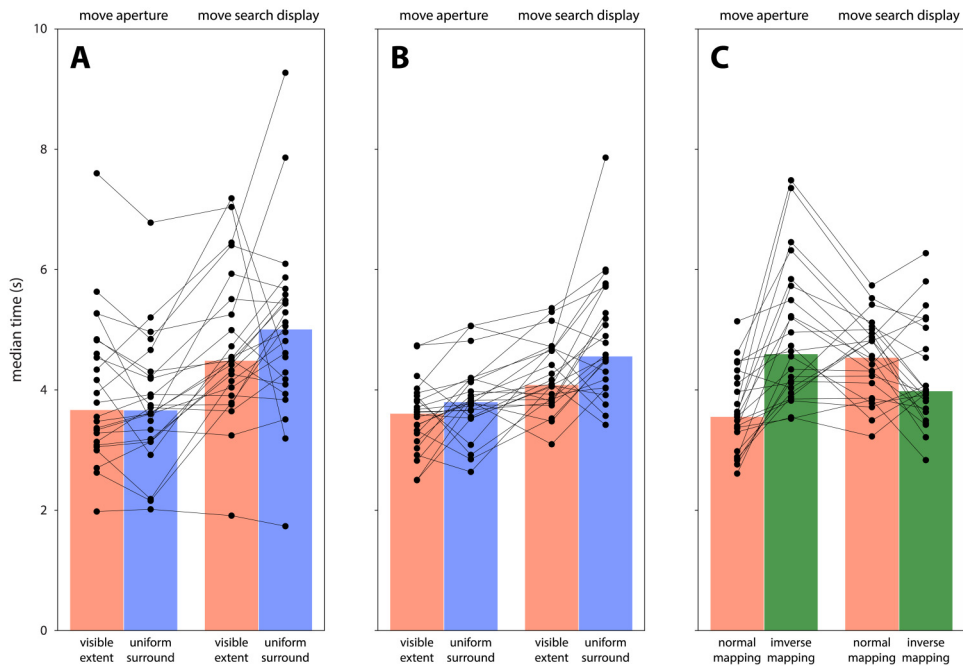 move aperture move search display
move aperture move search display
move aperture move search display
A
B
C
median time (s)
10
8
6
4
2
0
visible extent
uniform surround
visible extent
uniform surround
visible extent
uniform surround
visible extent
uniform surround
normal mapping
inverse mapping
normal mapping
inverse mapping